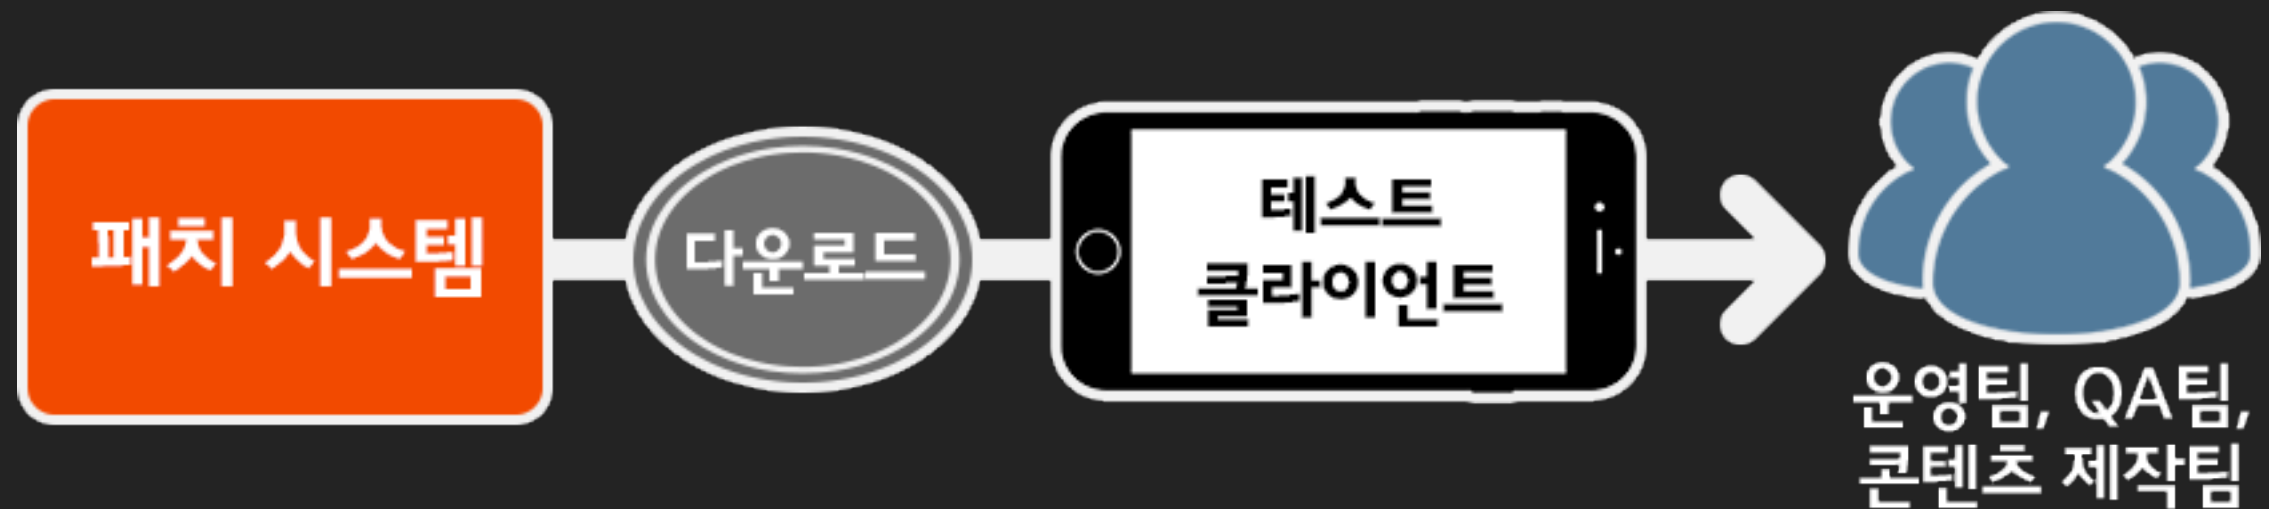 패치 시스템
다운로드
테스트
클라이언트
운영팀, QA팀,
콘텐츠 제작팀